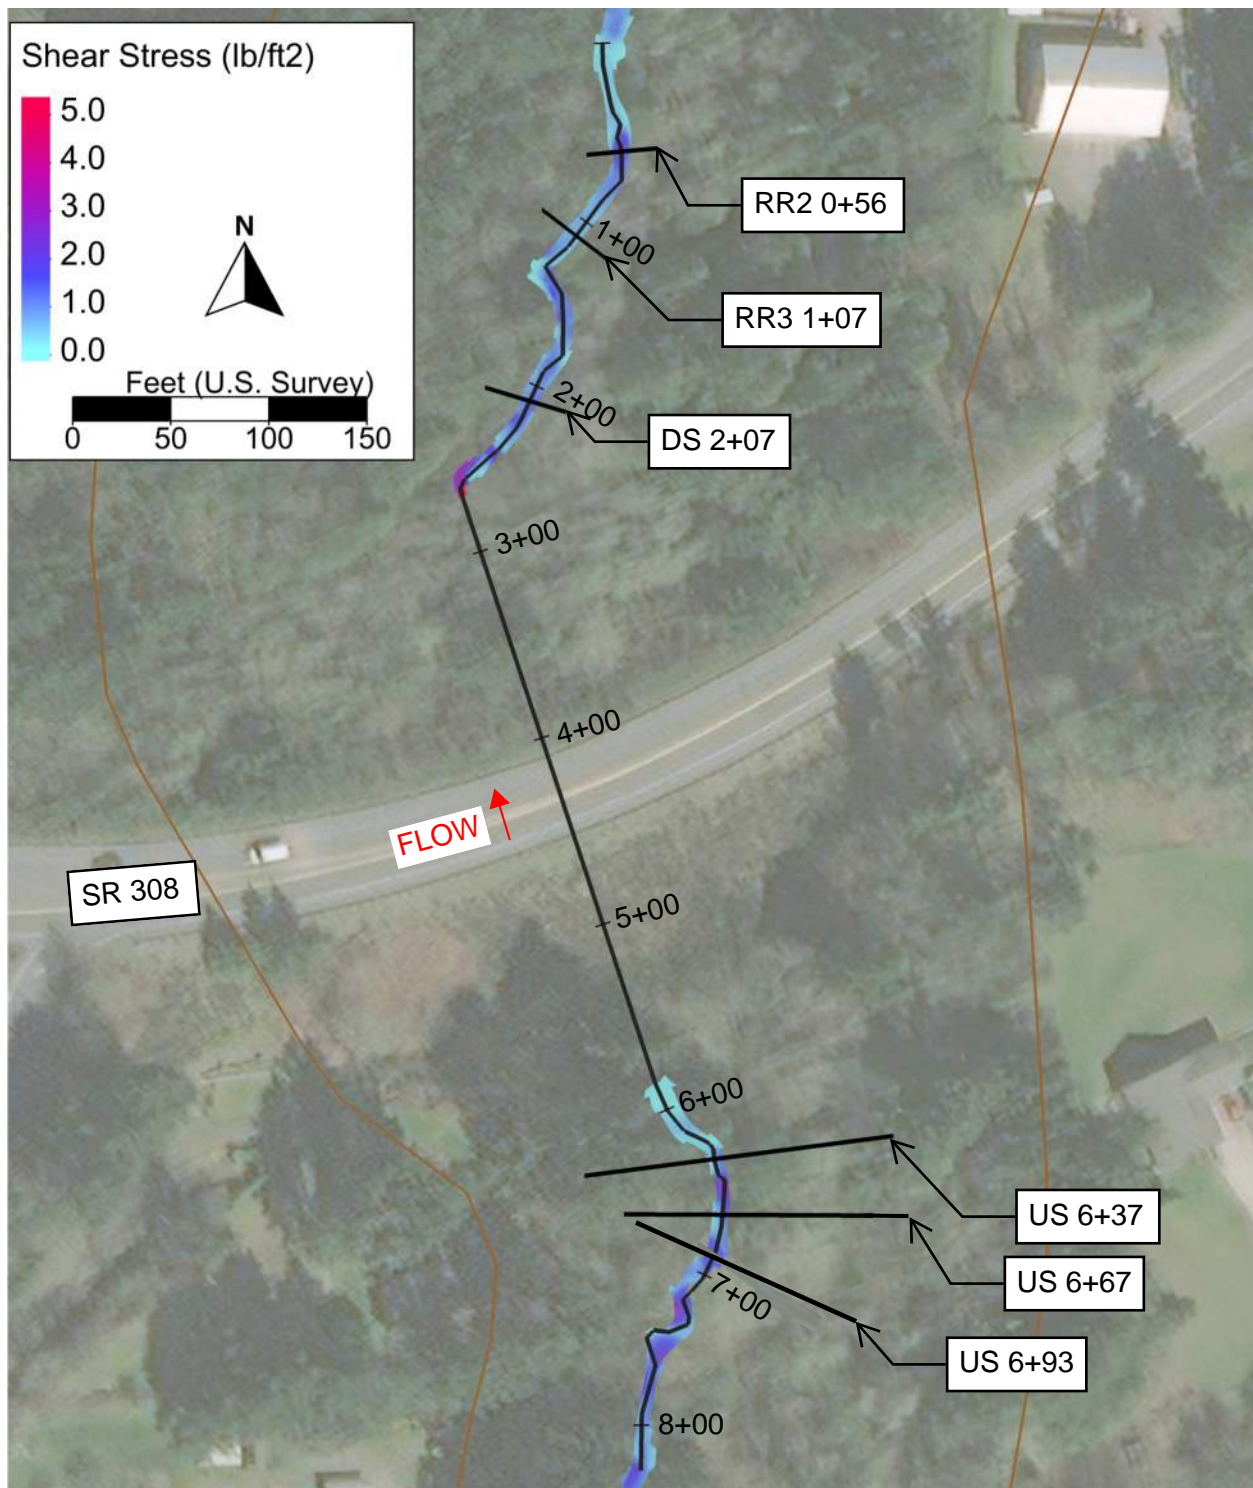 Shear Stress (lb/ft2)
5.0
4.0
3.0
2.0
1.0
0.0
N
Feet (U.S. Survey)
0 50 100 150
RR2 0+56
1+00
RR3 1+07
2+00
DS 2+07
3+00
4+00
FLOW
SR 308
5+00
6+00
US 6+37
US 6+67
7+00
US 6+93
8+00